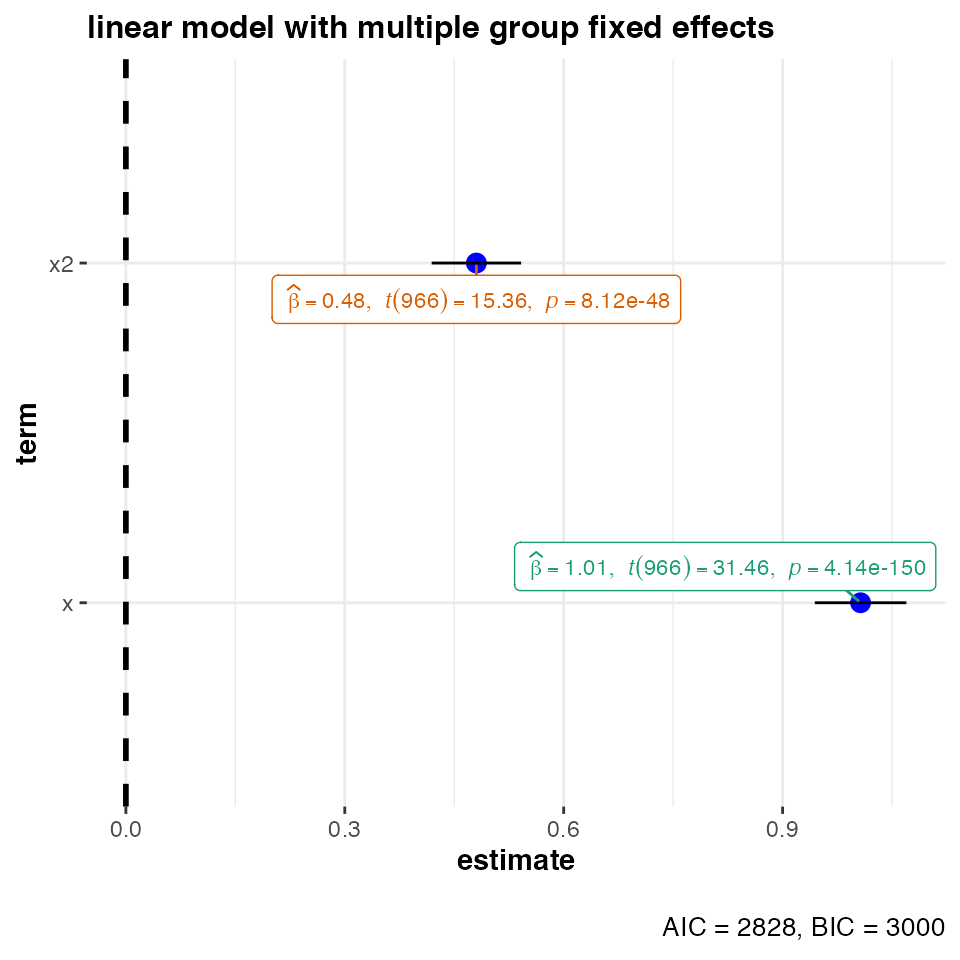 linear model with multiple group fixed effects
term
x2
β̂ = 0.48, t(966) = 15.36, p = 8.12e-48
β̂ = 1.01, t(966) = 31.46, p = 4.14e-150
x
0.0 0.3 0.6 0.9
estimate
AIC = 2828, BIC = 3000